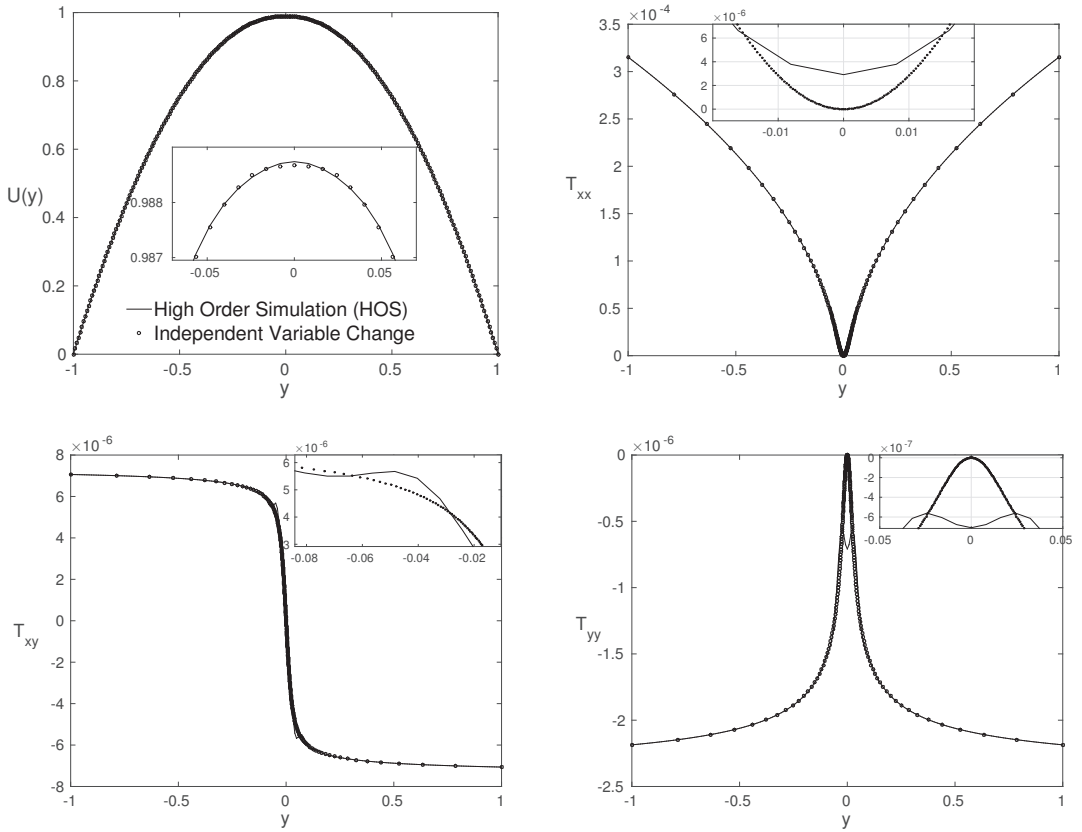 1
0.8
0.6
0.4
0.2
0
U(y)
-1 -0.5 0 0.5 1
y
0.988
0.987
-0.05 0 0.05
High Order Simulation (HOS)
Independent Variable Change
×10^-4
3.5
3
2.5
2
1.5
1
0.5
0
T_xx
-1 -0.5 0 0.5 1
y
×10^-6
6
4
2
0
-0.01 0 0.01
×10^-6
8
6
4
2
0
-2
-4
-6
-8
T_xy
-1 -0.5 0 0.5 1
y
×10^-6
6
5
4
3
-0.08 -0.06 -0.04 -0.02
×10^-6
0
-0.5
-1
-1.5
-2
-2.5
T_yy
-1 -0.5 0 0.5 1
y
×10^-7
0
-2
-4
-6
-0.05 0 0.05